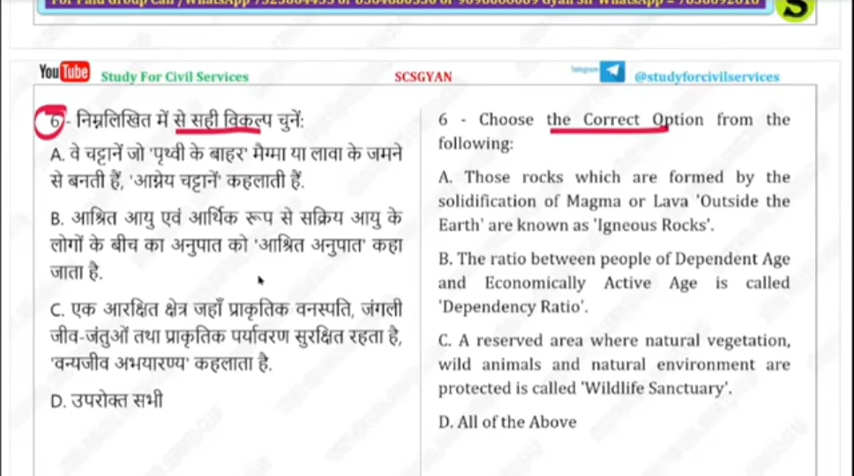 YouTube Study For Civil Services SCSGYAN Telegram @studyforcivilservices
6- निम्नलिखित में से सही विकल्प चुनें:
A. वे चट्टानें जो 'पृथ्वी के बाहर' मैग्मा या लावा के जमने
से बनती हैं, 'आग्नेय चट्टानें' कहलाती हैं.
B. आश्रित आयु एवं आर्थिक रूप से सक्रिय आयु के
लोगों के बीच का अनुपात को 'आश्रित अनुपात' कहा
जाता है.
C. एक आरक्षित क्षेत्र जहाँ प्राकृतिक वनस्पति, जंगली
जीव-जंतुओं तथा प्राकृतिक पर्यावरण सुरक्षित रहता है,
'वन्यजीव अभयारण्य' कहलाता है.
D. उपरोक्त सभी
6 - Choose the Correct Option from the
following:
A. Those rocks which are formed by the
solidification of Magma or Lava 'Outside the
Earth' are known as 'Igneous Rocks'.
B. The ratio between people of Dependent Age
and Economically Active Age is called
'Dependency Ratio'.
C. A reserved area where natural vegetation,
wild animals and natural environment are
protected is called 'Wildlife Sanctuary'.
D. All of the Above